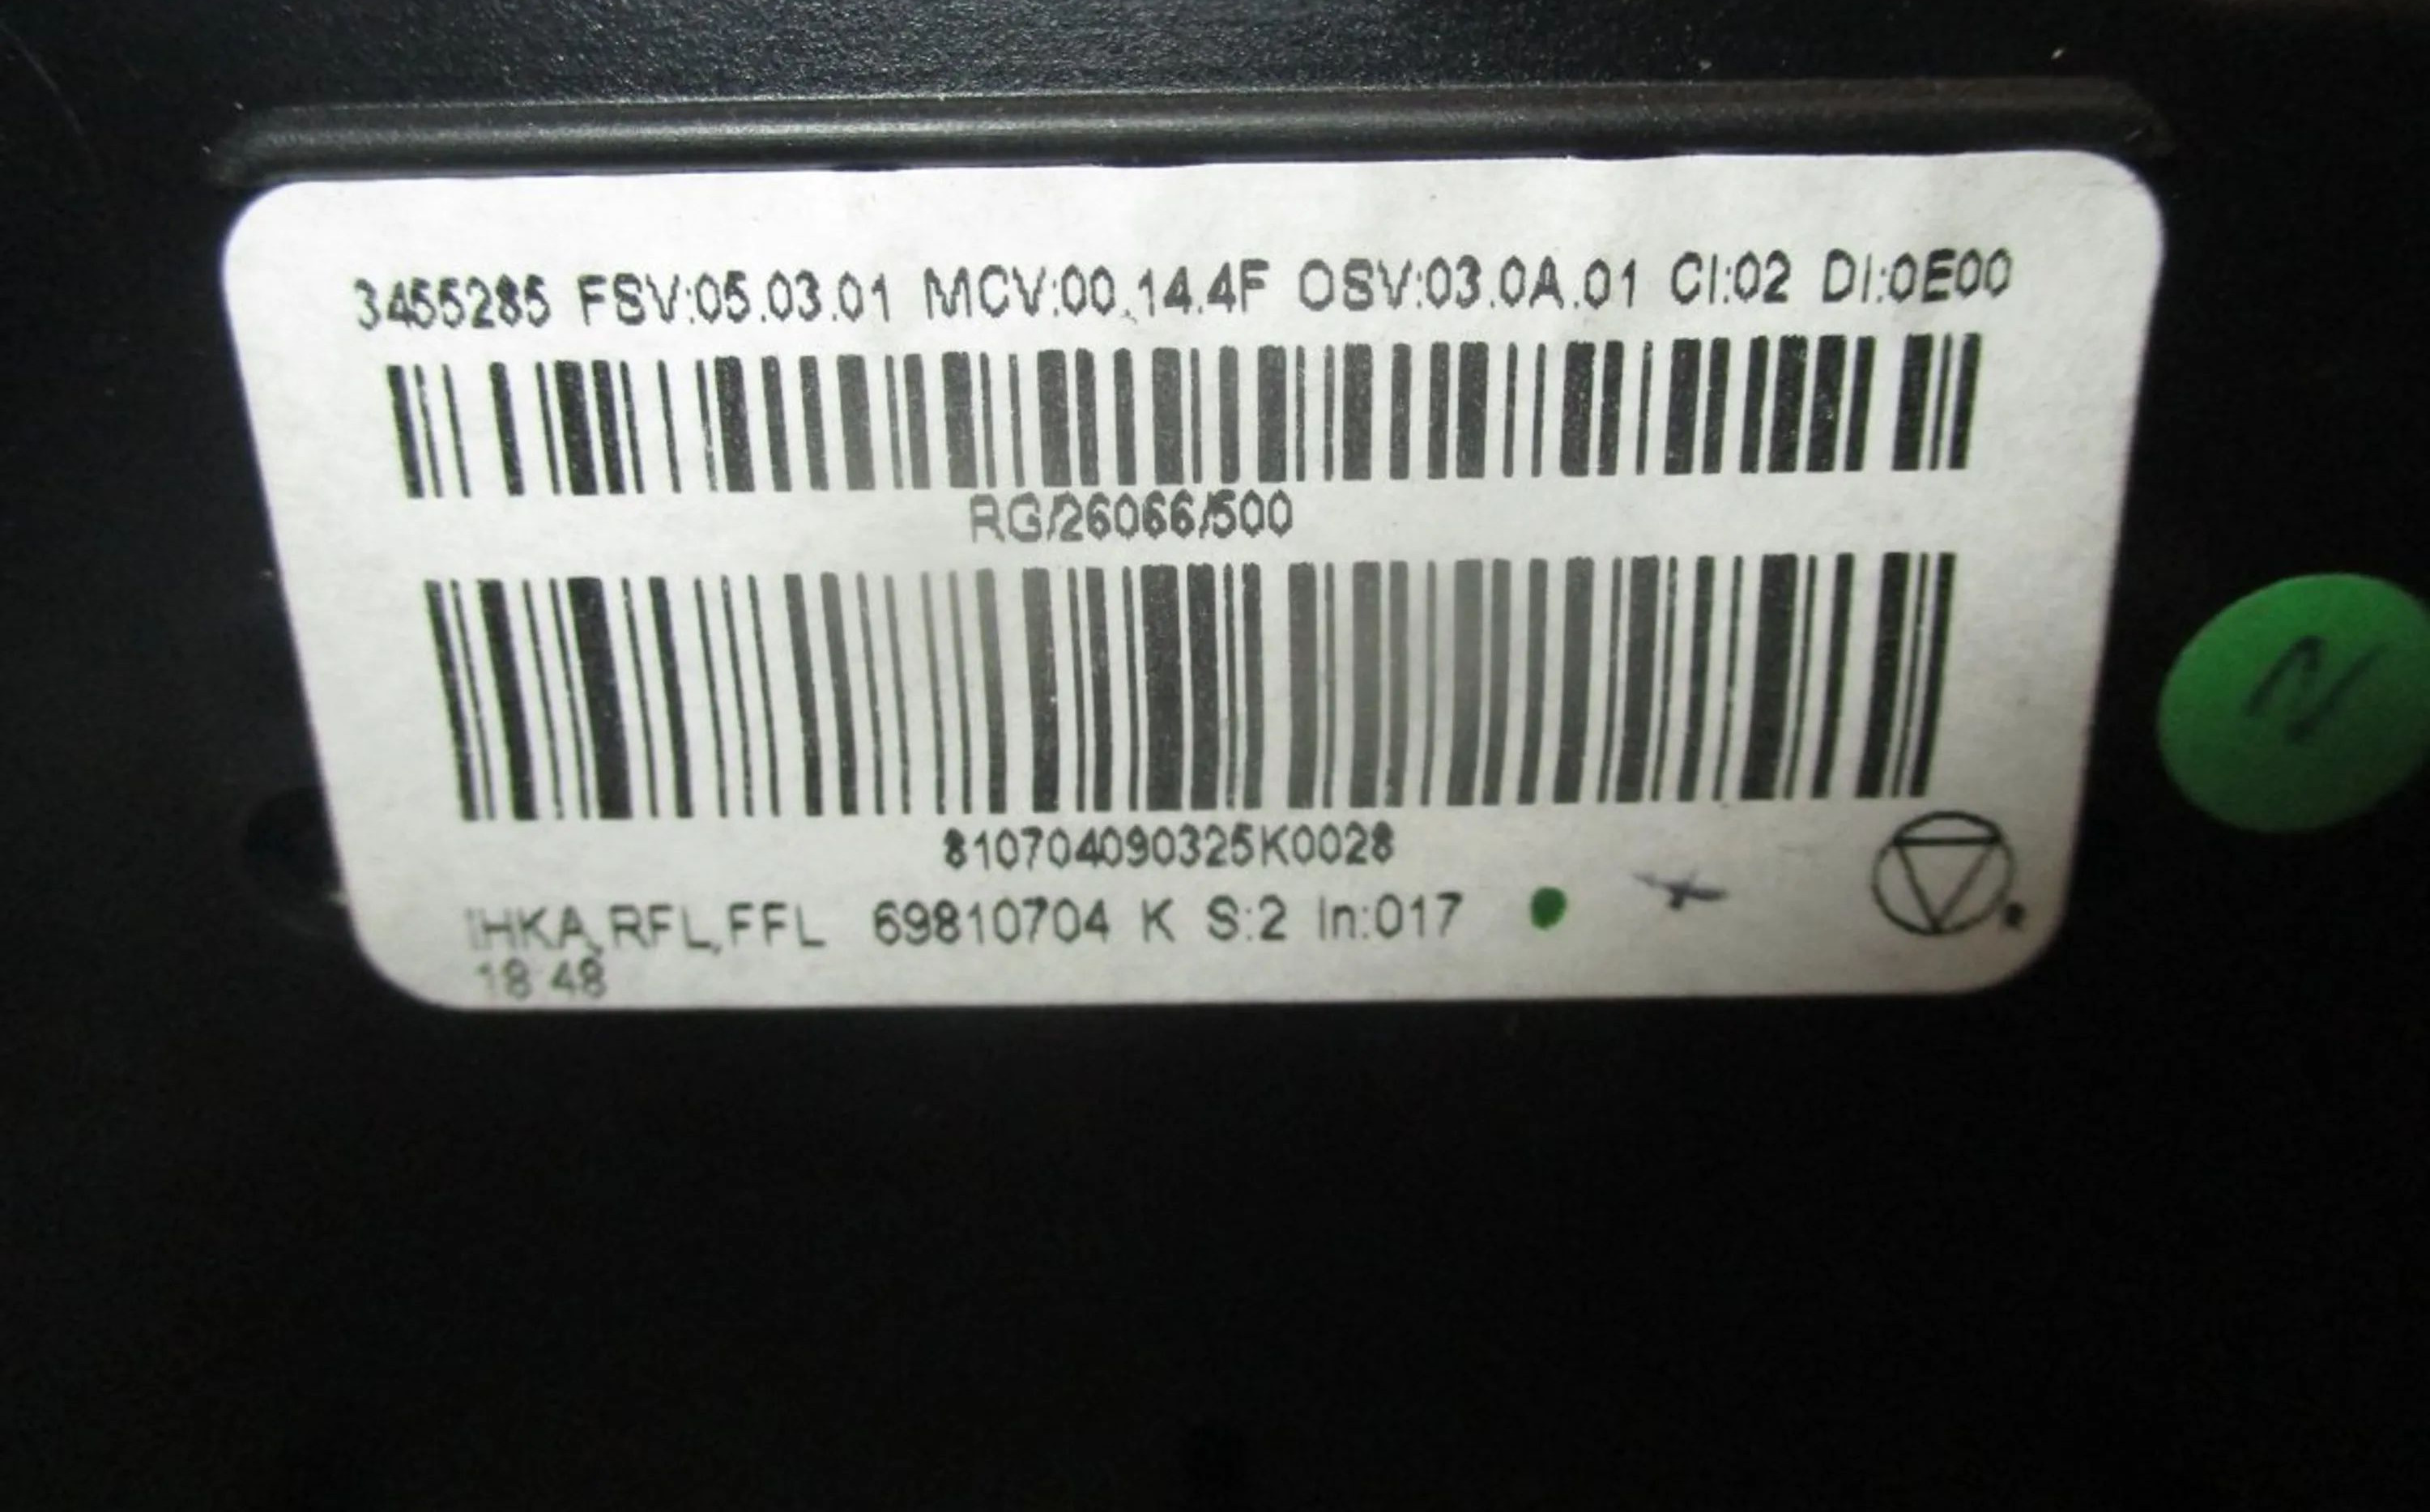 3455285 FSV:05.03.01 MCV:00.14.4F OSV:03.0A.01 CI:02 DI:0E00
RG/26066/500
810704090325K0028
IHKA,RFL,FFL 69810704 K S:2 In:017
18 48
N